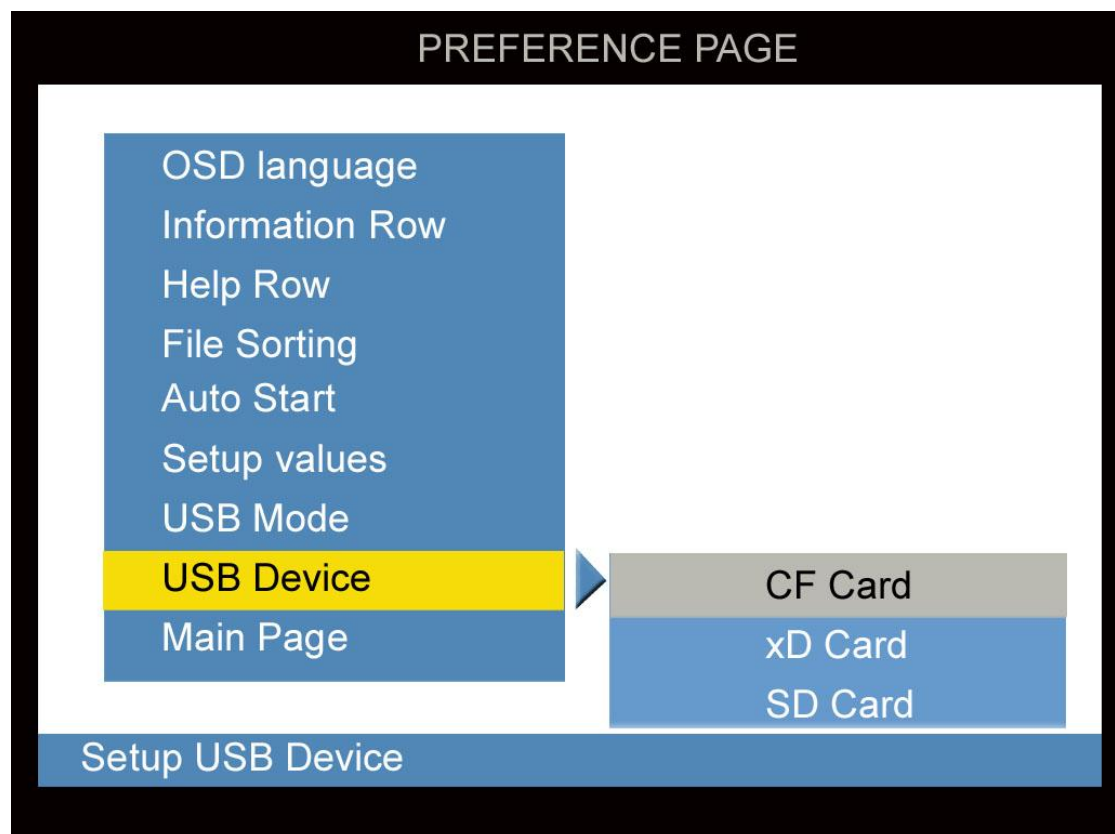 PREFERENCE PAGE
OSD language
Information Row
Help Row
File Sorting
Auto Start
Setup values
USB Mode
USB Device
Main Page
CF Card
xD Card
SD Card
Setup USB Device